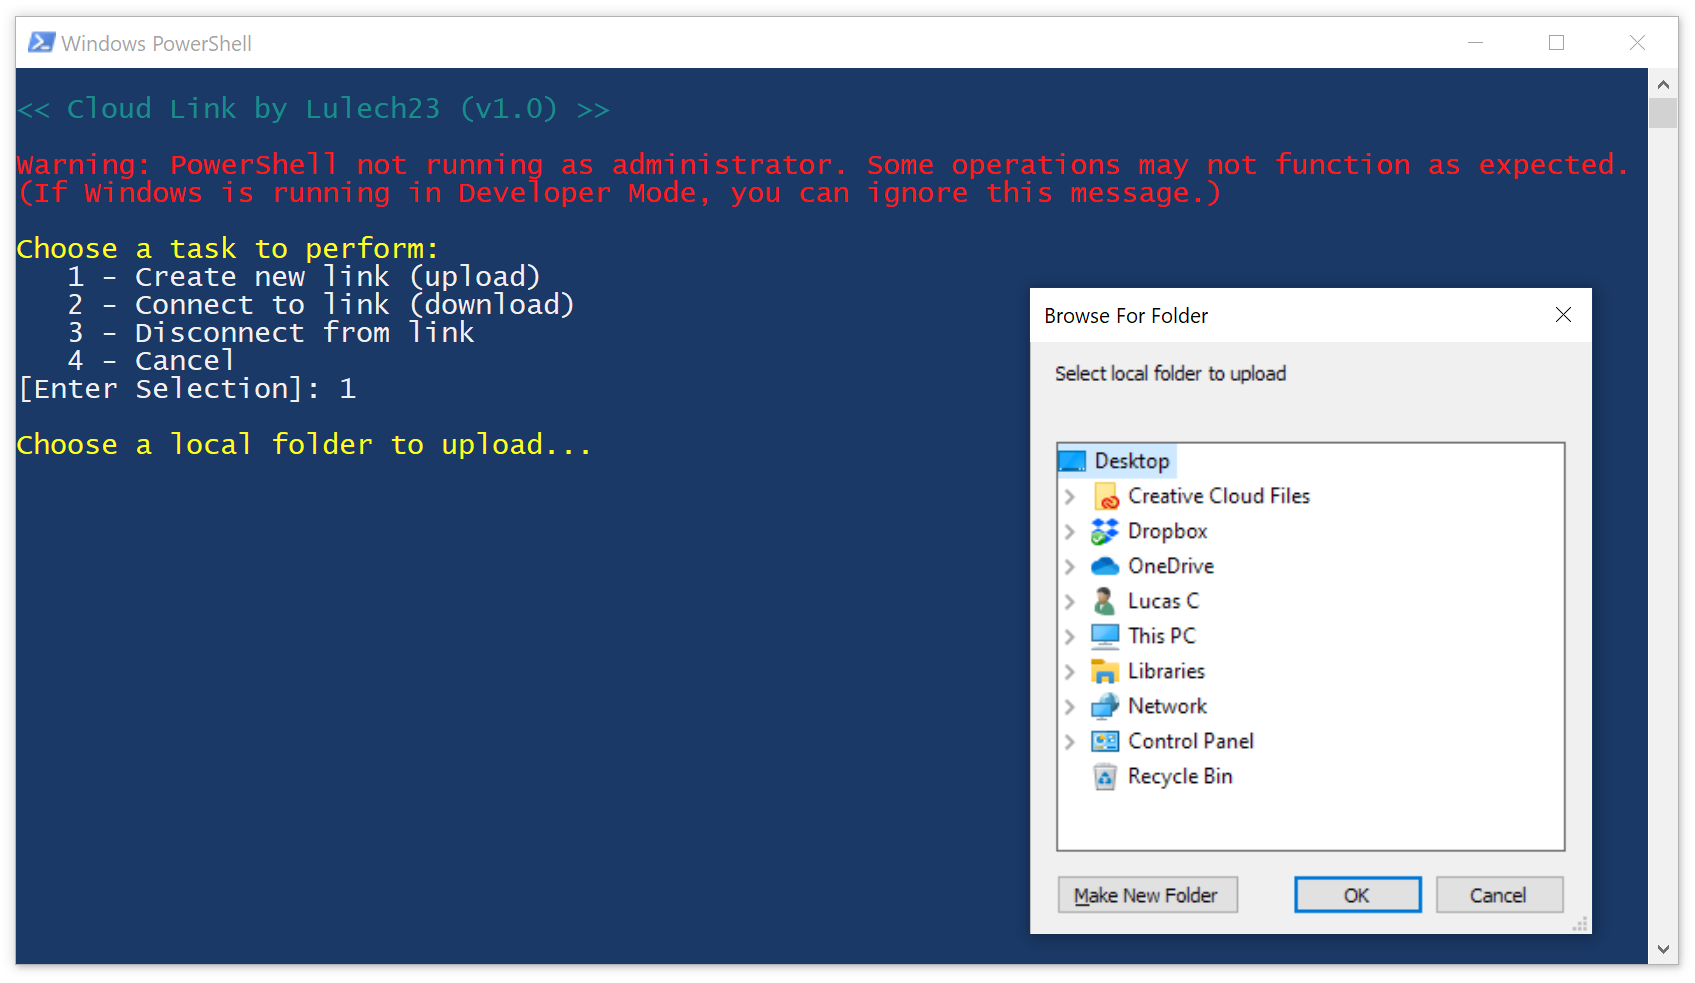 Windows PowerShell
<< Cloud Link by Lulech23 (v1.0) >>
Warning: PowerShell not running as administrator. Some operations may not function as expected.
(If Windows is running in Developer Mode, you can ignore this message.)
Choose a task to perform:
1 - Create new link (upload)
2 - Connect to link (download)
3 - Disconnect from link
4 - Cancel
[Enter Selection]: 1
Choose a local folder to upload...
Browse For Folder
Select local folder to upload
Desktop
Creative Cloud Files
Dropbox
OneDrive
Lucas C
This PC
Libraries
Network
Control Panel
Recycle Bin
Make New Folder
OK
Cancel